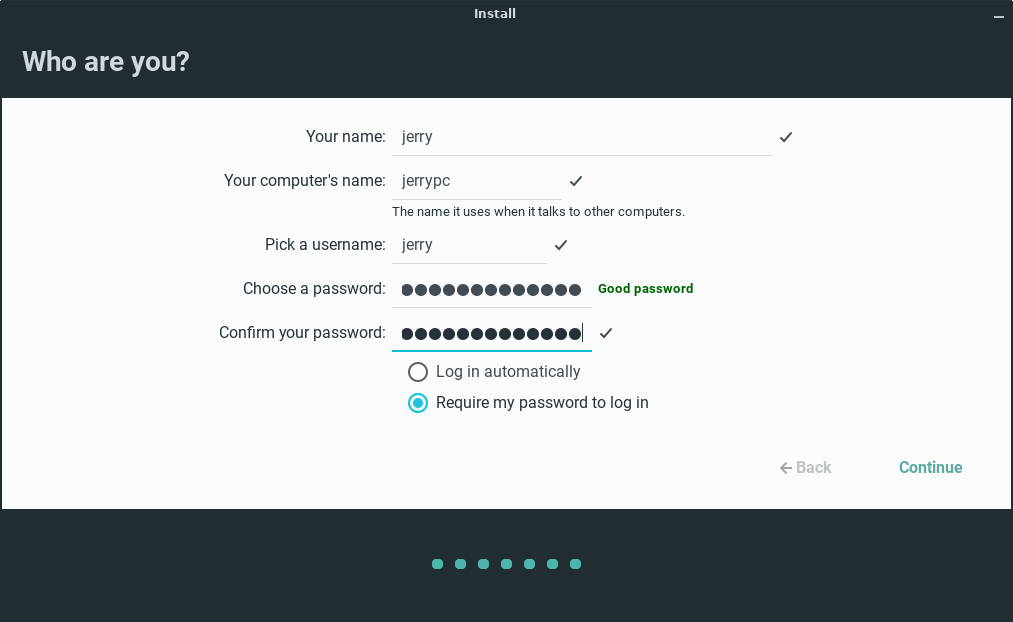 Install
Who are you?
Your name: jerry
Your computer's name: jerrypc
The name it uses when it talks to other computers.
Pick a username: jerry
Choose a password: ●●●●●●●●●●●●● Good password
Confirm your password: ●●●●●●●●●●●●●
Log in automatically
Require my password to log in
Back Continue